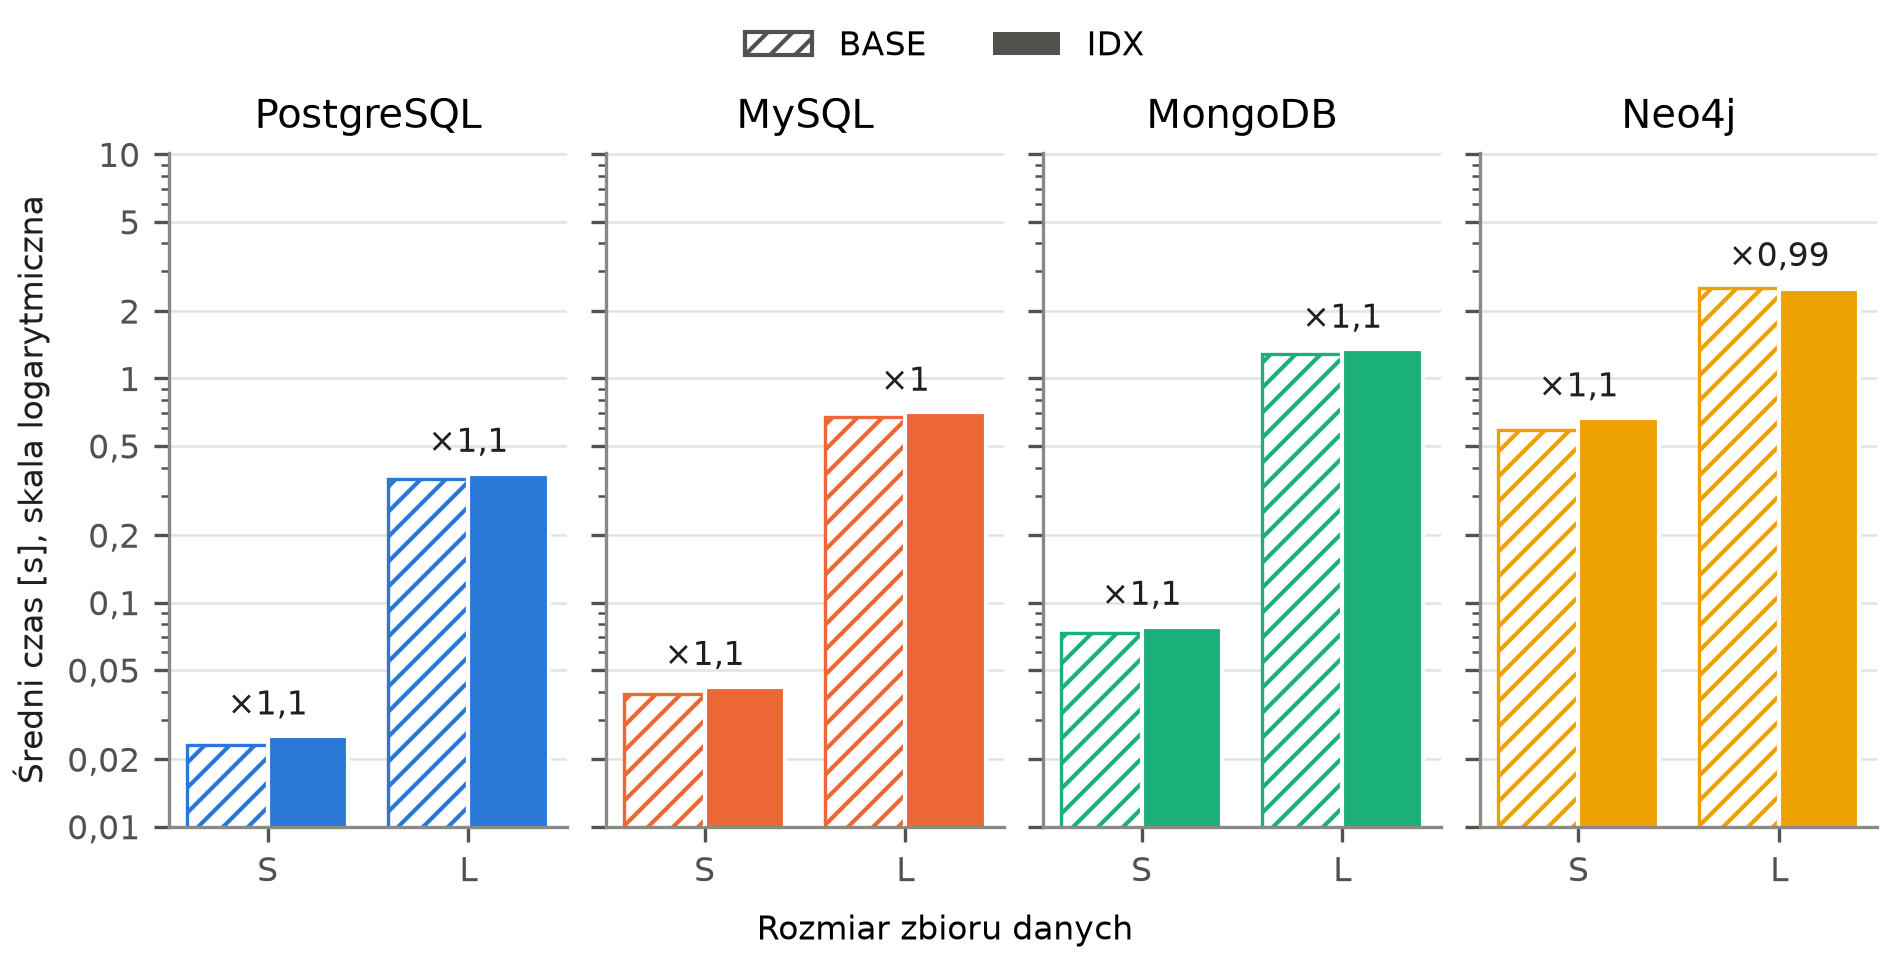 BASE IDX
PostgreSQL MySQL MongoDB Neo4j
Średni czas [s], skala logarytmiczna
10
5
2
1
0,5
0,2
0,1
0,05
0,02
0,01
×1,1 ×1,1
×1,1 ×1
×1,1 ×1,1
×1,1 ×0,99
S L S L S L S L
Rozmiar zbioru danych